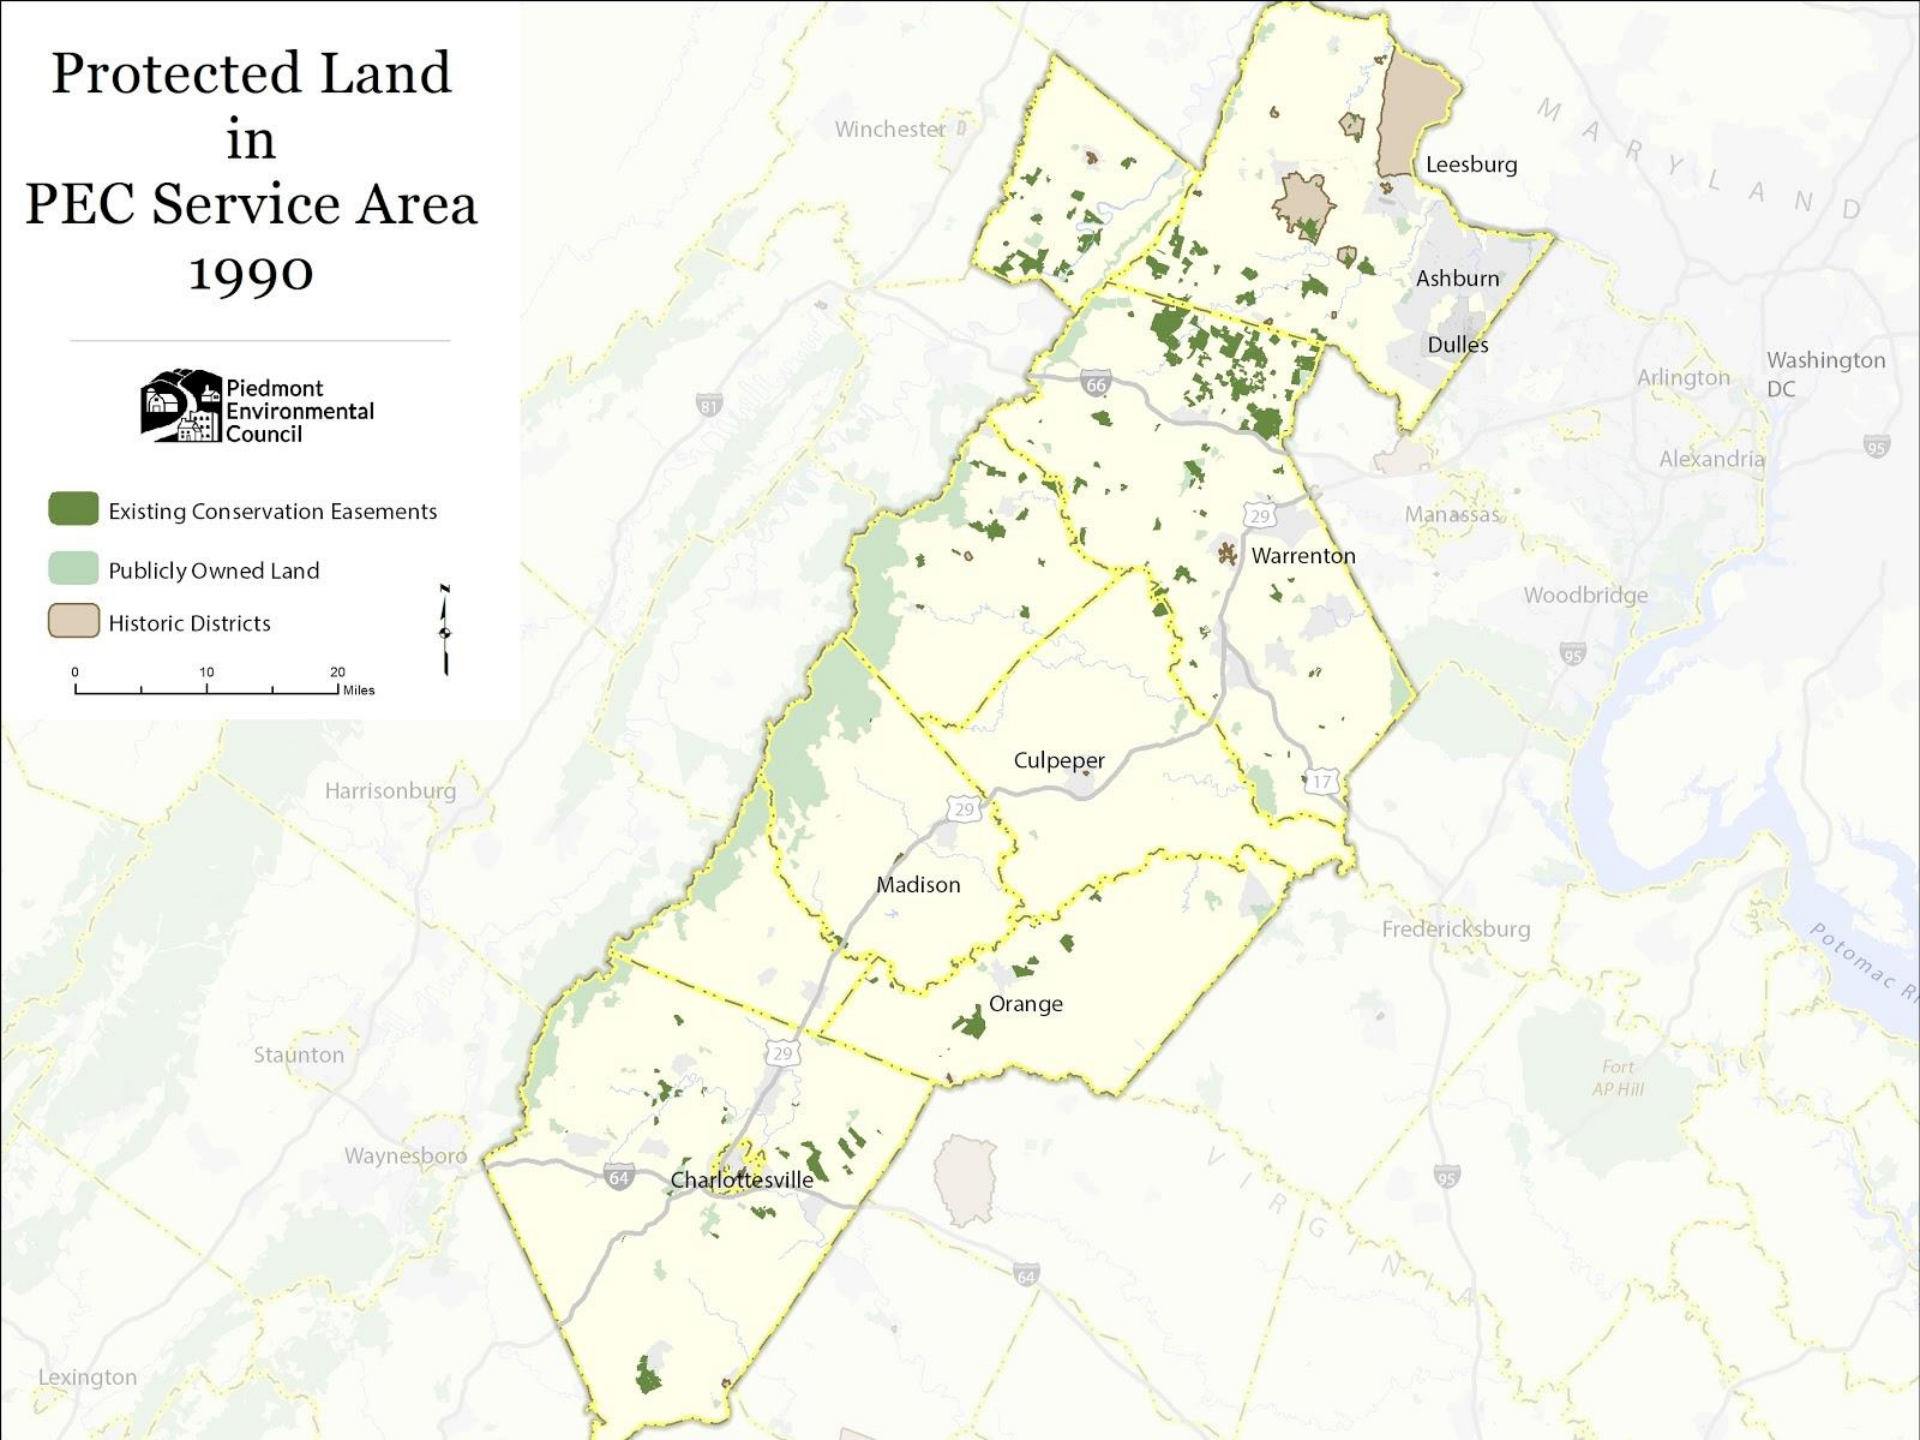 Protected Land
in
PEC Service Area
1990
Piedmont
Environmental
Council
Existing Conservation Easements
Publicly Owned Land
Historic Districts
N
0 10 20
Miles
Winchester
MARYLAND
Leesburg
Ashburn
Dulles
Washington
DC
Arlington
66
81
95
Alexandria
29
Manassas
Warrenton
Woodbridge
95
Culpeper
17
Harrisonburg
29
Madison
Fredericksburg
Potomac
Orange
Staunton
29
Fort
AP Hill
Waynesboro
64
Charlottesville
95
VIRGINIA
64
Lexington